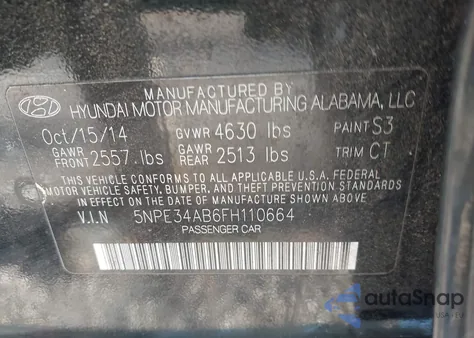 MANUFACTURED BY
HYUNDAI MOTOR MANUFACTURING ALABAMA, LLC
Oct/15/14 GVWR 4630 lbs PAINT S3
GAWR FRONT 2557 lbs GAWR REAR 2513 lbs TRIM CT
THIS VEHICLE CONFORMS TO ALL APPLICABLE U.S.A. FEDERAL
MOTOR VEHICLE SAFETY, BUMPER, AND THEFT PREVENTION STANDARDS
IN EFFECT ON THE DATE OF MANUFACTURE SHOWN ABOVE.
V.I.N 5NPE34AB6FH110664
PASSENGER CAR
autoSnap